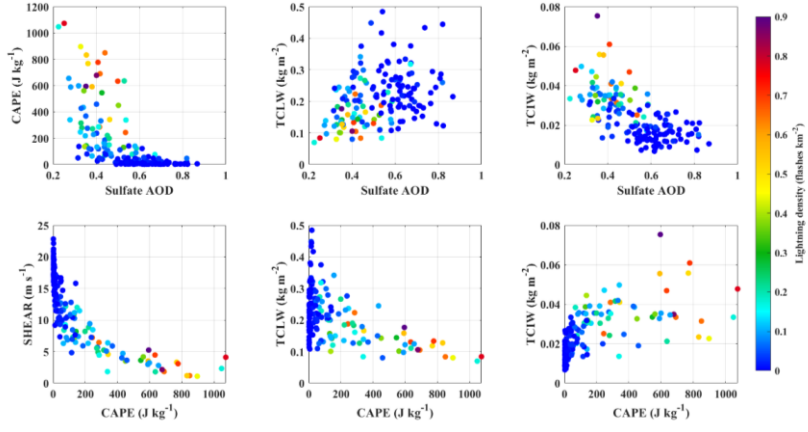 1200
1000
800
600
400
200
0
0.2 0.4 0.6 0.8 1
CAPE (J kg-1)
Sulfate AOD
0.5
0.4
0.3
0.2
0.1
0
0.2 0.4 0.6 0.8 1
TCLW (kg m-2)
Sulfate AOD
0.08
0.06
0.04
0.02
0
0.2 0.4 0.6 0.8 1
TCIW (kg m-2)
Sulfate AOD
25
20
15
10
5
0
0 200 400 600 800 1000
SHEAR (m s-1)
CAPE (J kg-1)
0.5
0.4
0.3
0.2
0.1
0
0 200 400 600 800 1000
TCLW (kg m-2)
CAPE (J kg-1)
0.08
0.06
0.04
0.02
0
0 200 400 600 800 1000
TCIW (kg m-2)
CAPE (J kg-1)
0.9
0.8
0.7
0.6
0.5
0.4
0.3
0.2
0.1
0
Lightning density (flashes km-2)